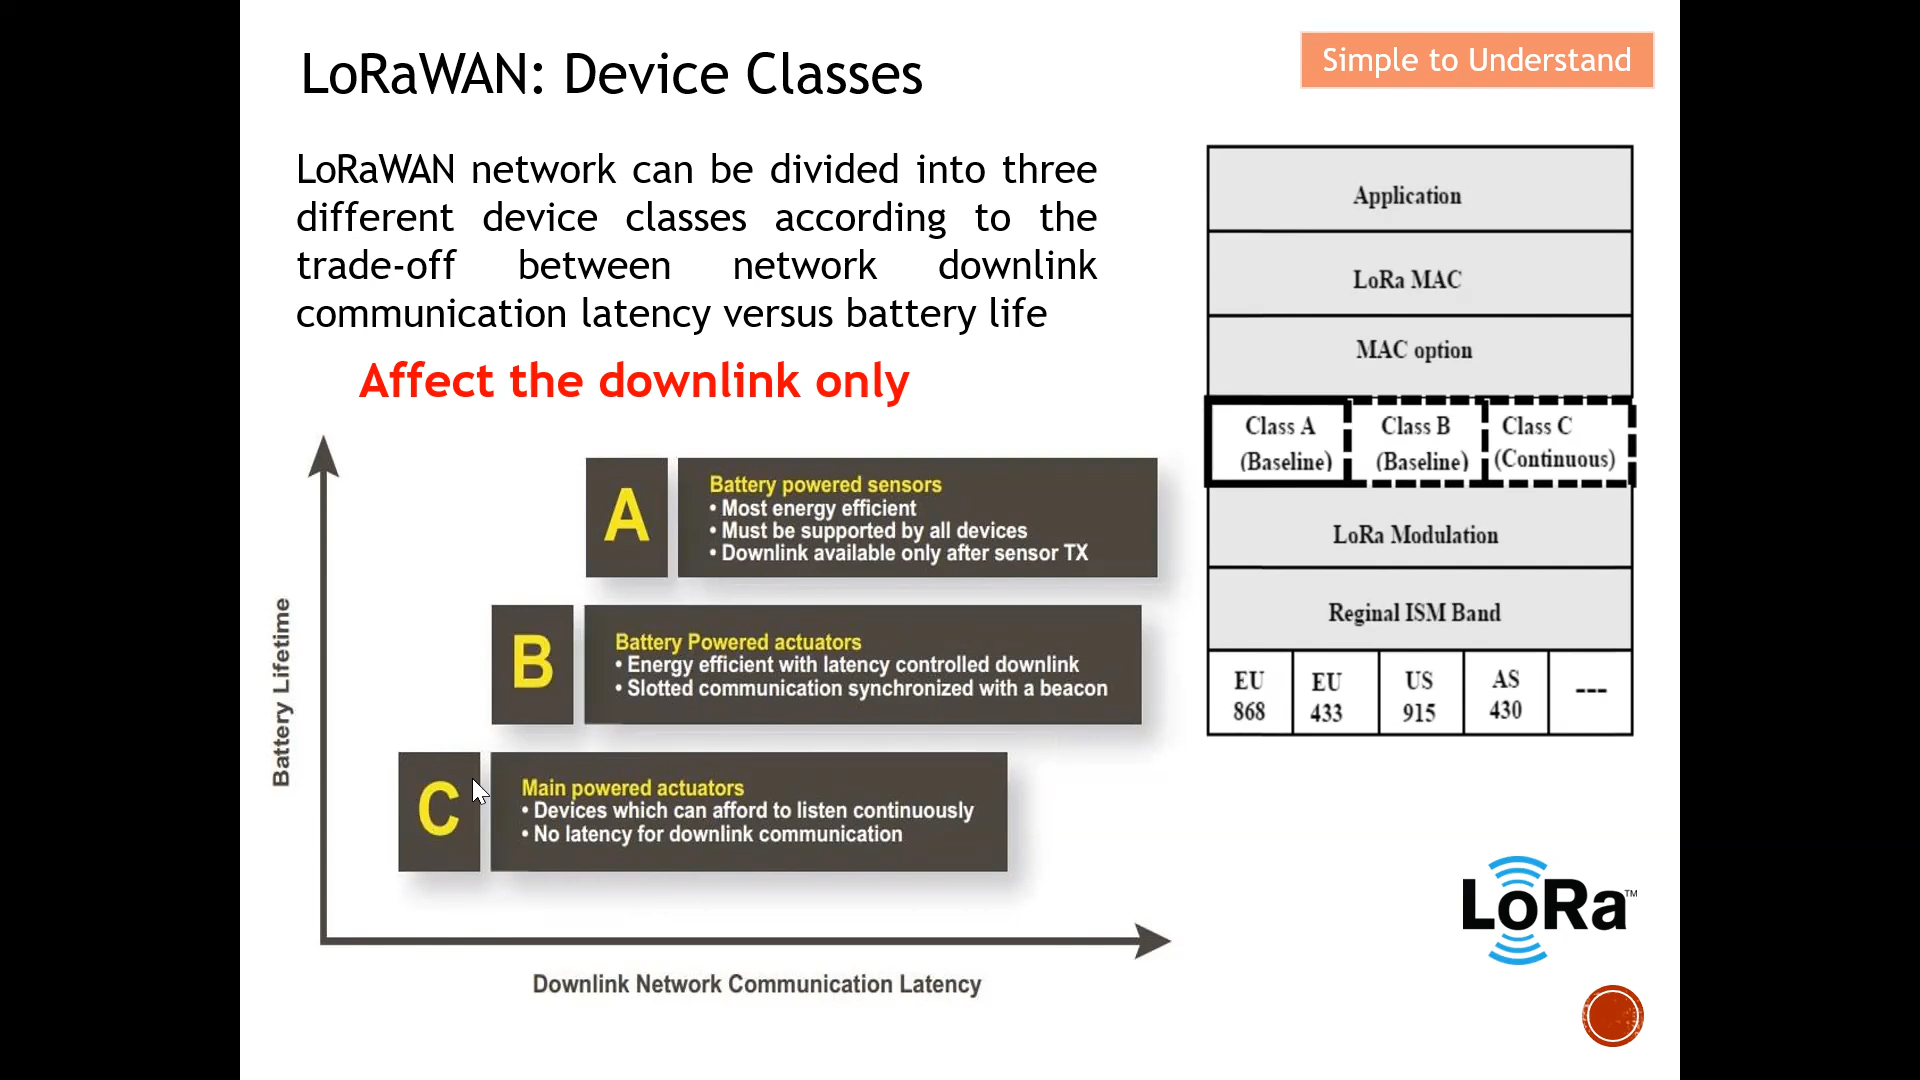 LoRaWAN: Device Classes
Simple to Understand
LoRaWAN network can be divided into three
different device classes according to the
trade-off between network downlink
communication latency versus battery life
Affect the downlink only
Battery Lifetime
A
Battery powered sensors
• Most energy efficient
• Must be supported by all devices
• Downlink available only after sensor TX
B
Battery Powered actuators
• Energy efficient with latency controlled downlink
• Slotted communication synchronized with a beacon
C
Main powered actuators
• Devices which can afford to listen continuously
• No latency for downlink communication
Downlink Network Communication Latency
Application
LoRa MAC
MAC option
Class A
(Baseline)
Class B
(Baseline)
Class C
(Continuous)
LoRa Modulation
Reginal ISM Band
EU
868
EU
433
US
915
AS
430
---
LoRa™